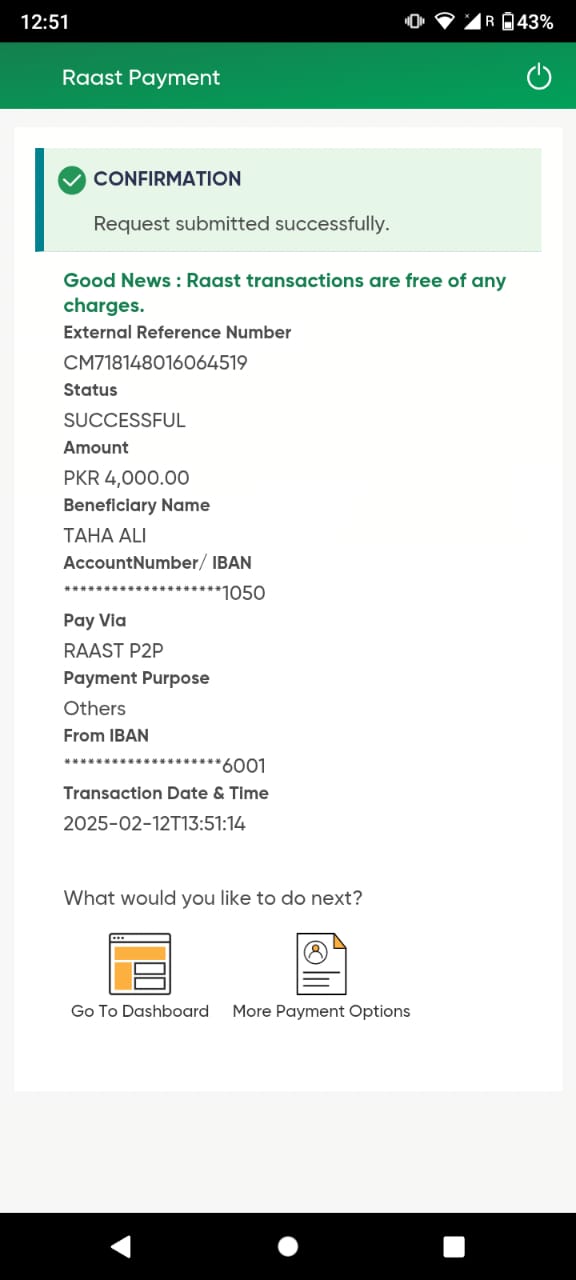 12:51 R 43%
Raast Payment
CONFIRMATION
Request submitted successfully.
Good News : Raast transactions are free of any
charges.
External Reference Number
CM718148016064519
Status
SUCCESSFUL
Amount
PKR 4,000.00
Beneficiary Name
TAHA ALI
AccountNumber/ IBAN
********************1050
Pay Via
RAAST P2P
Payment Purpose
Others
From IBAN
********************6001
Transaction Date & Time
2025-02-12T13:51:14
What would you like to do next?
Go To Dashboard More Payment Options